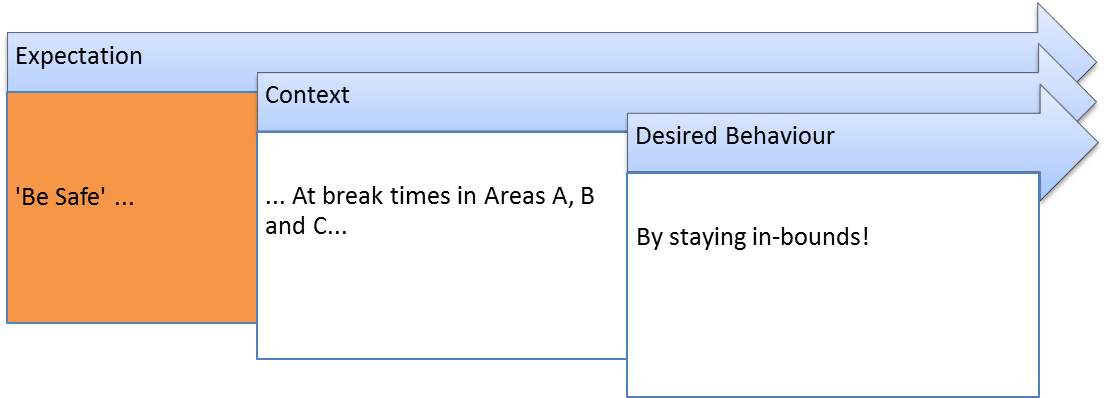 Expectation
Context
Desired Behaviour
'Be Safe' ...
... At break times in Areas A, B
and C...
By staying in-bounds!